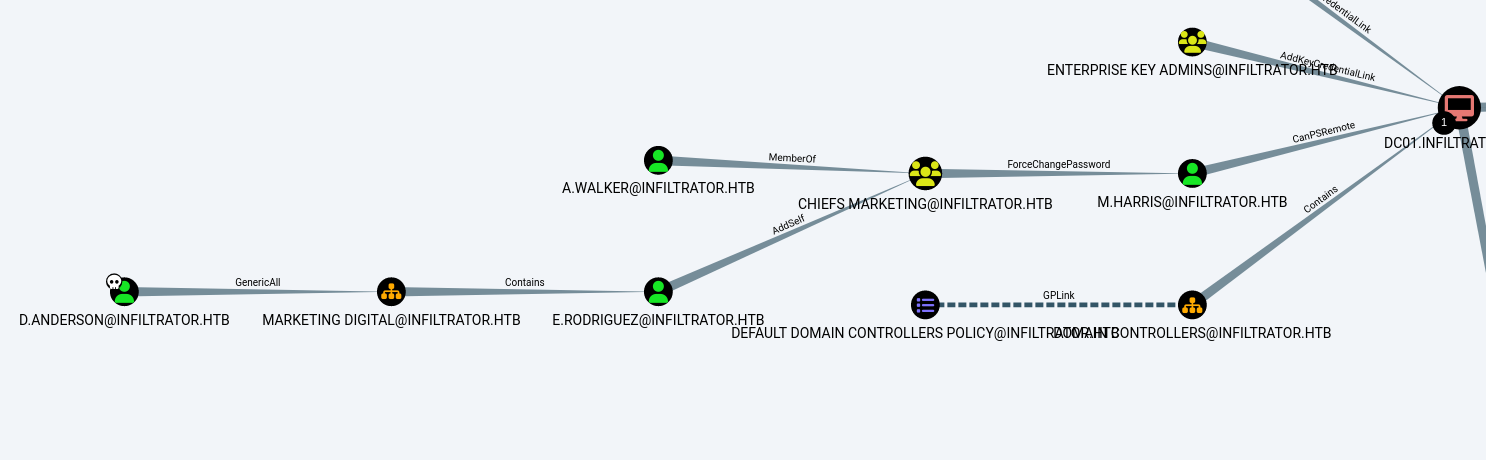 redentialLink
AddKeyCredentialLink
ENTERPRISE KEY ADMINS@INFILTRATOR.HTB
1
CanPSRemote
DC01.INFILTRAT
MemberOf
ForceChangePassword
A.WALKER@INFILTRATOR.HTB
CHIEFS MARKETING@INFILTRATOR.HTB
M.HARRIS@INFILTRATOR.HTB
Contains
AddSelf
GenericAll
Contains
GPLink
D.ANDERSON@INFILTRATOR.HTB
MARKETING DIGITAL@INFILTRATOR.HTB
E.RODRIGUEZ@INFILTRATOR.HTB
DEFAULT DOMAIN CONTROLLERS POLICY@INFILTRATOR.HTB
DOMAIN CONTROLLERS@INFILTRATOR.HTB